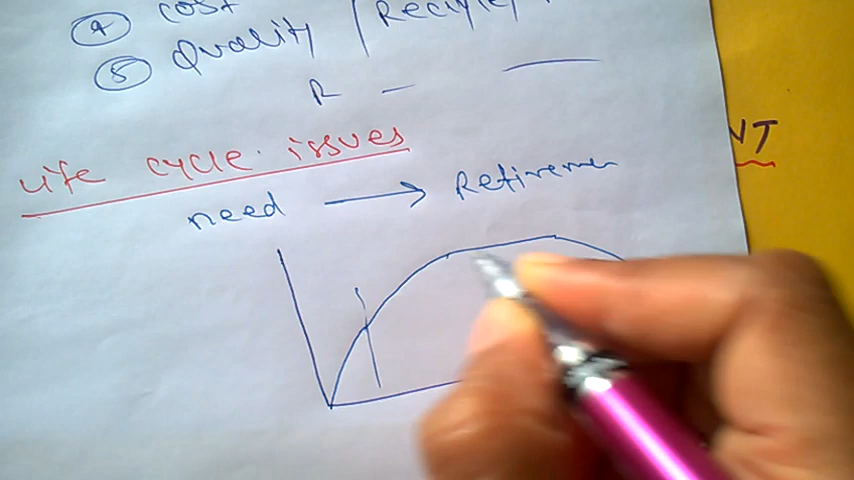 ④ cost
⑤ Quality / Recycle
R —
NT
Life cycle issues
need → Retiremen